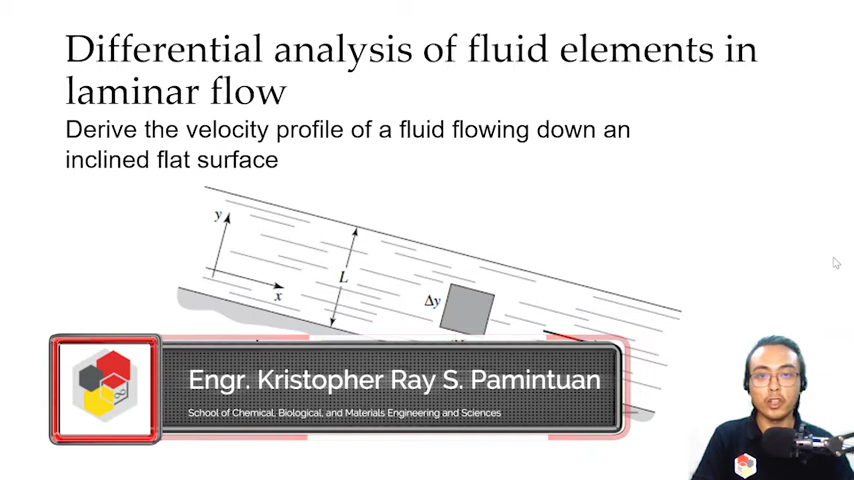 Differential analysis of fluid elements in
laminar flow
Derive the velocity profile of a fluid flowing down an
inclined flat surface
y
L
x
Δy
Engr. Kristopher Ray S. Pamintuan
School of Chemical, Biological, and Materials Engineering and Sciences